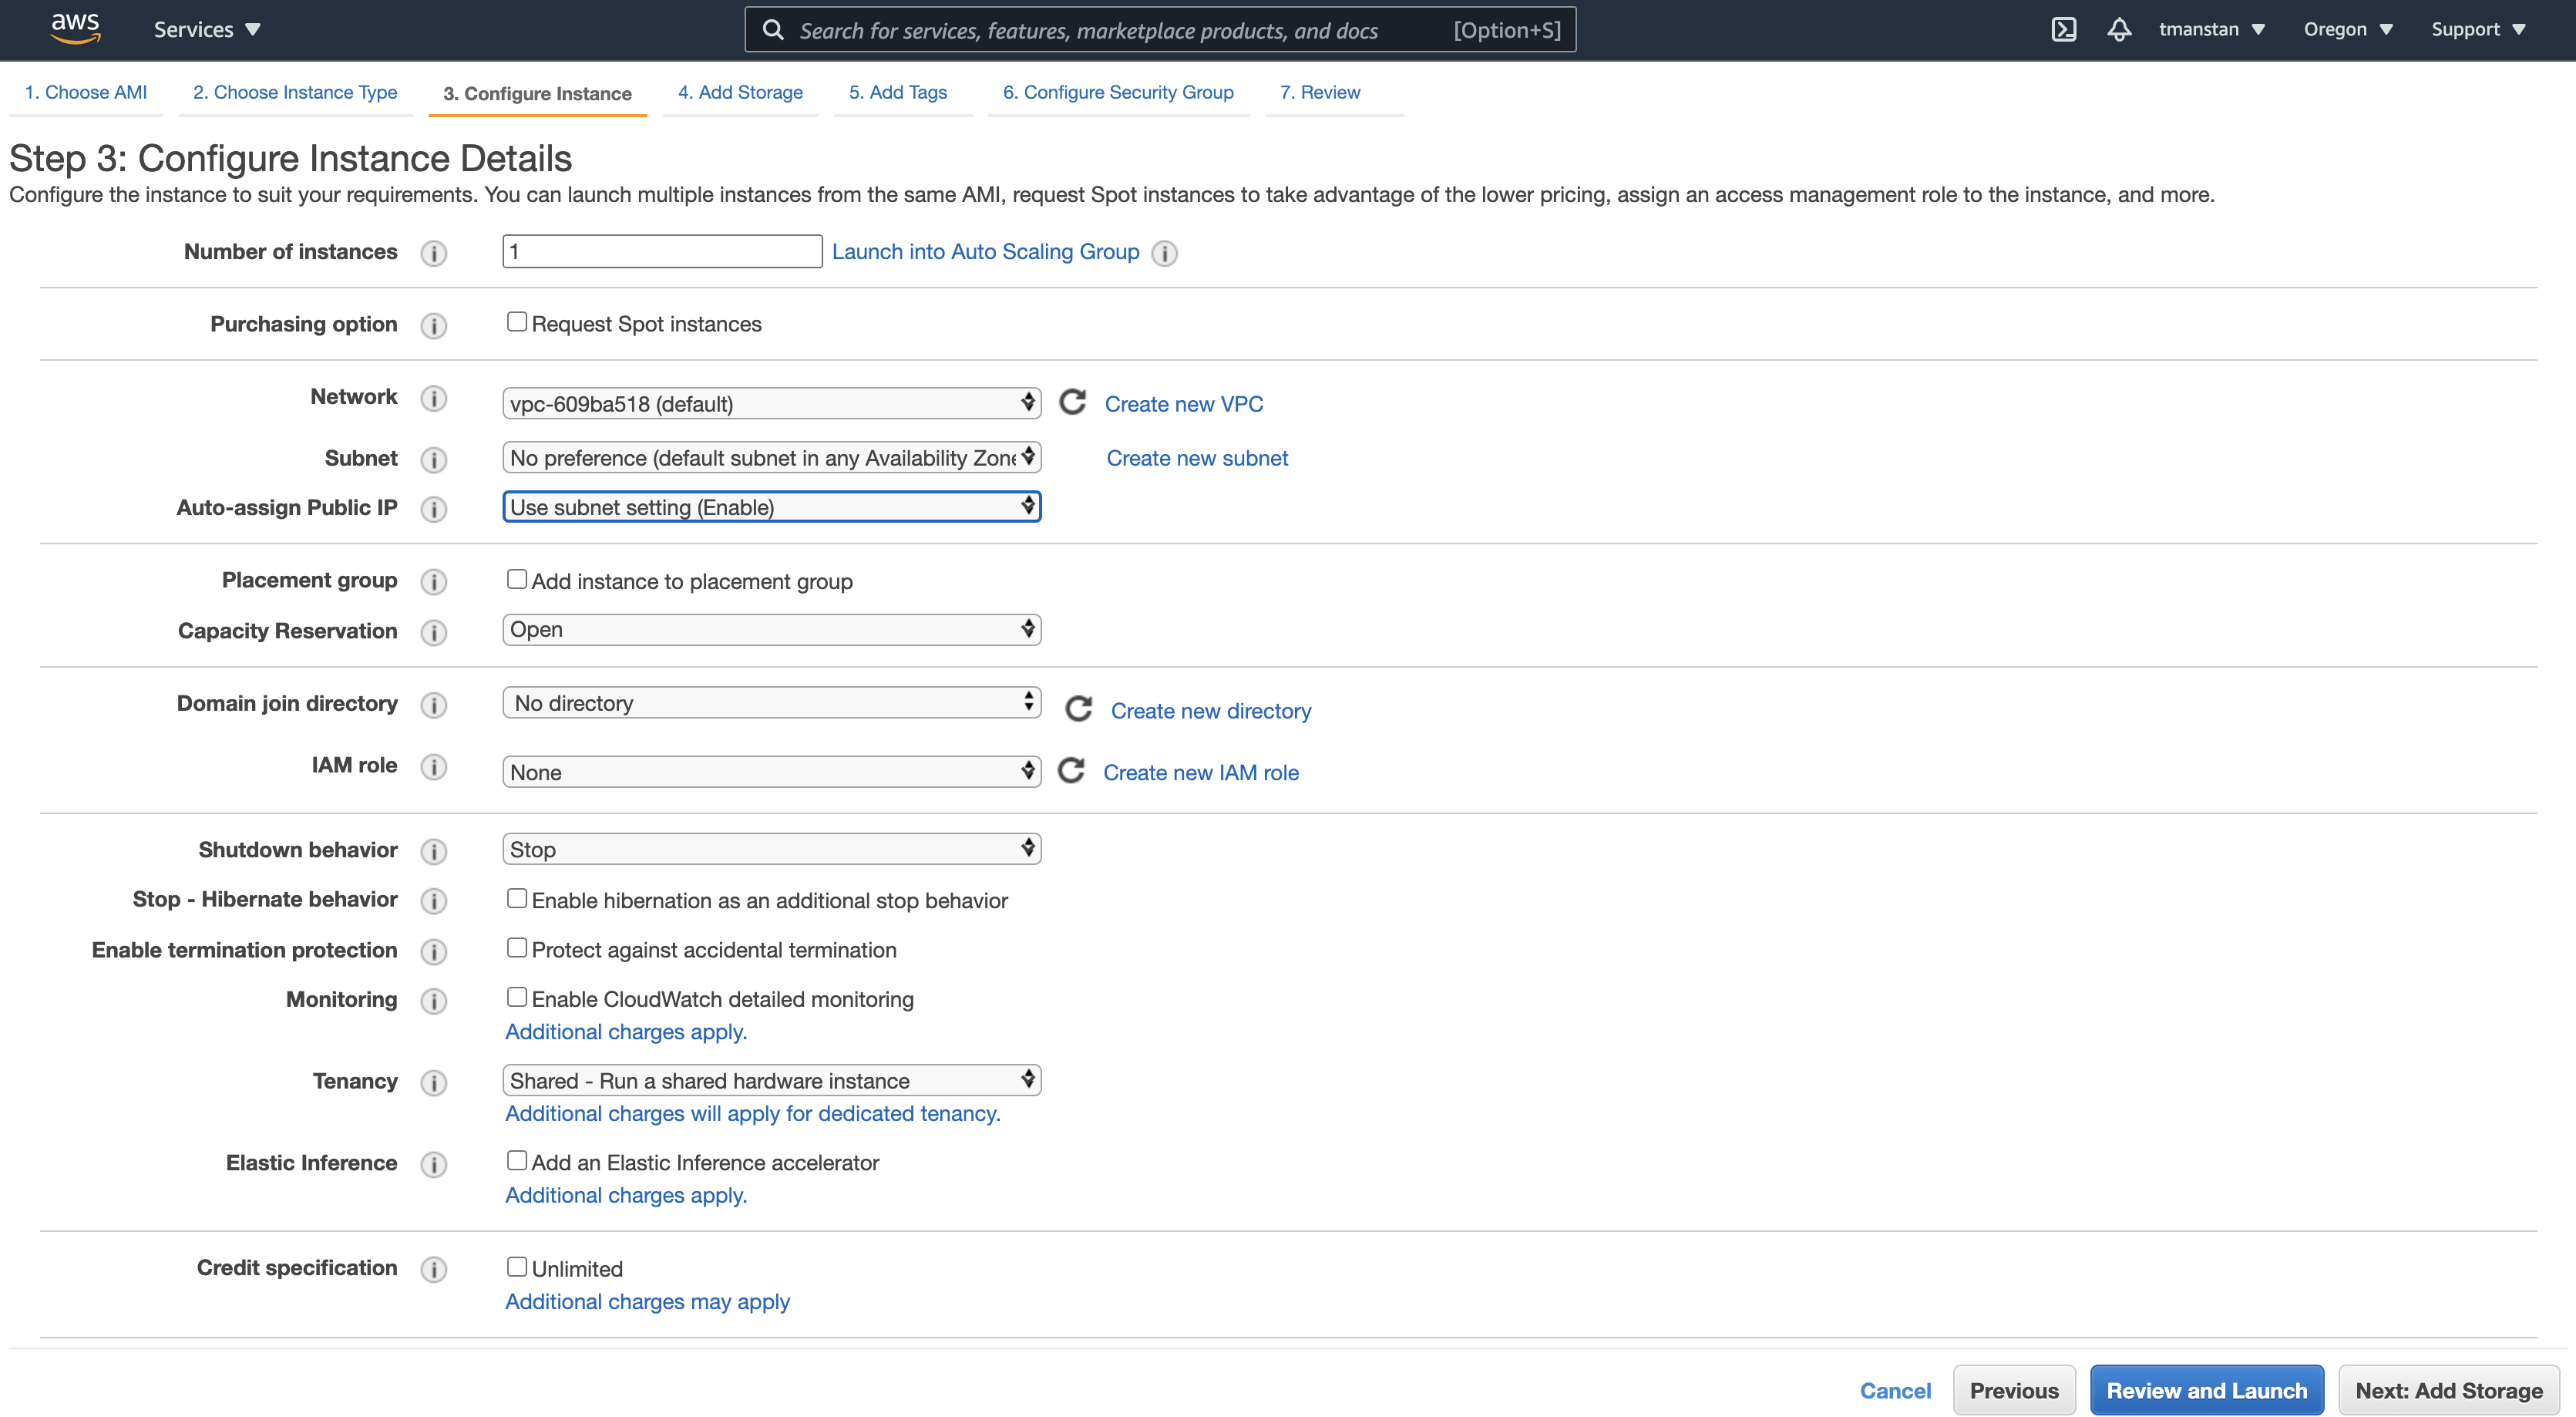 aws Services Search for services, features, marketplace products, and docs [Option+S] tmanstan Oregon Support
1. Choose AMI 2. Choose Instance Type 3. Configure Instance 4. Add Storage 5. Add Tags 6. Configure Security Group 7. Review
Step 3: Configure Instance Details
Configure the instance to suit your requirements. You can launch multiple instances from the same AMI, request Spot instances to take advantage of the lower pricing, assign an access management role to the instance, and more.
Number of instances 1 Launch into Auto Scaling Group
Purchasing option Request Spot instances
Network vpc-609ba518 (default) Create new VPC
Subnet No preference (default subnet in any Availability Zone Create new subnet
Auto-assign Public IP Use subnet setting (Enable)
Placement group Add instance to placement group
Capacity Reservation Open
Domain join directory No directory Create new directory
IAM role None Create new IAM role
Shutdown behavior Stop
Stop - Hibernate behavior Enable hibernation as an additional stop behavior
Enable termination protection Protect against accidental termination
Monitoring Enable CloudWatch detailed monitoring
Additional charges apply.
Tenancy Shared - Run a shared hardware instance
Additional charges will apply for dedicated tenancy.
Elastic Inference Add an Elastic Inference accelerator
Additional charges apply.
Credit specification Unlimited
Additional charges may apply
Cancel Previous Review and Launch Next: Add Storage